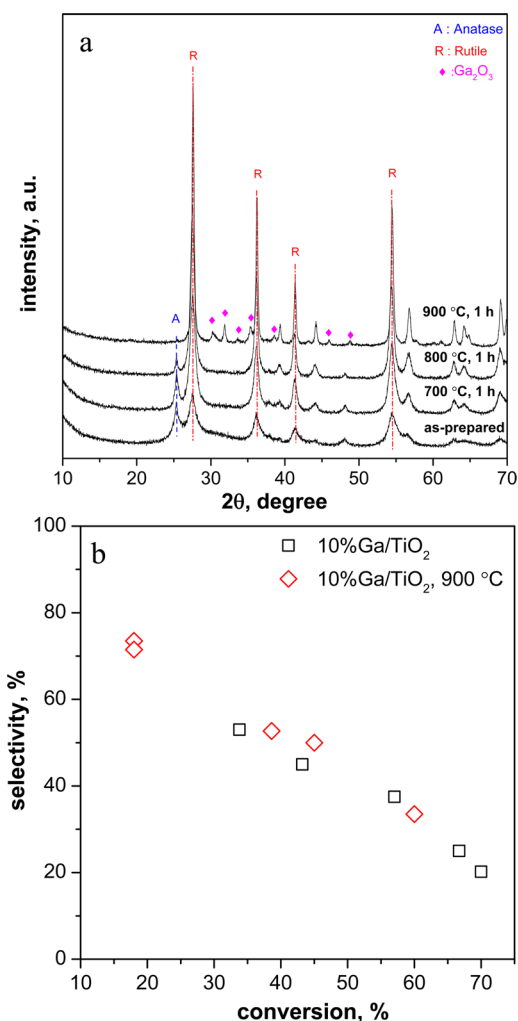 a
A : Anatase
R : Rutile
♦ :Ga₂O₃
R
R
R
R
A
900 °C, 1 h
800 °C, 1 h
700 °C, 1 h
as-prepared
intensity, a.u.
10 20 30 40 50 60 70
2θ, degree
b
10%Ga/TiO₂
10%Ga/TiO₂, 900 °C
100
80
60
40
20
0
selectivity, %
10 20 30 40 50 60 70
conversion, %